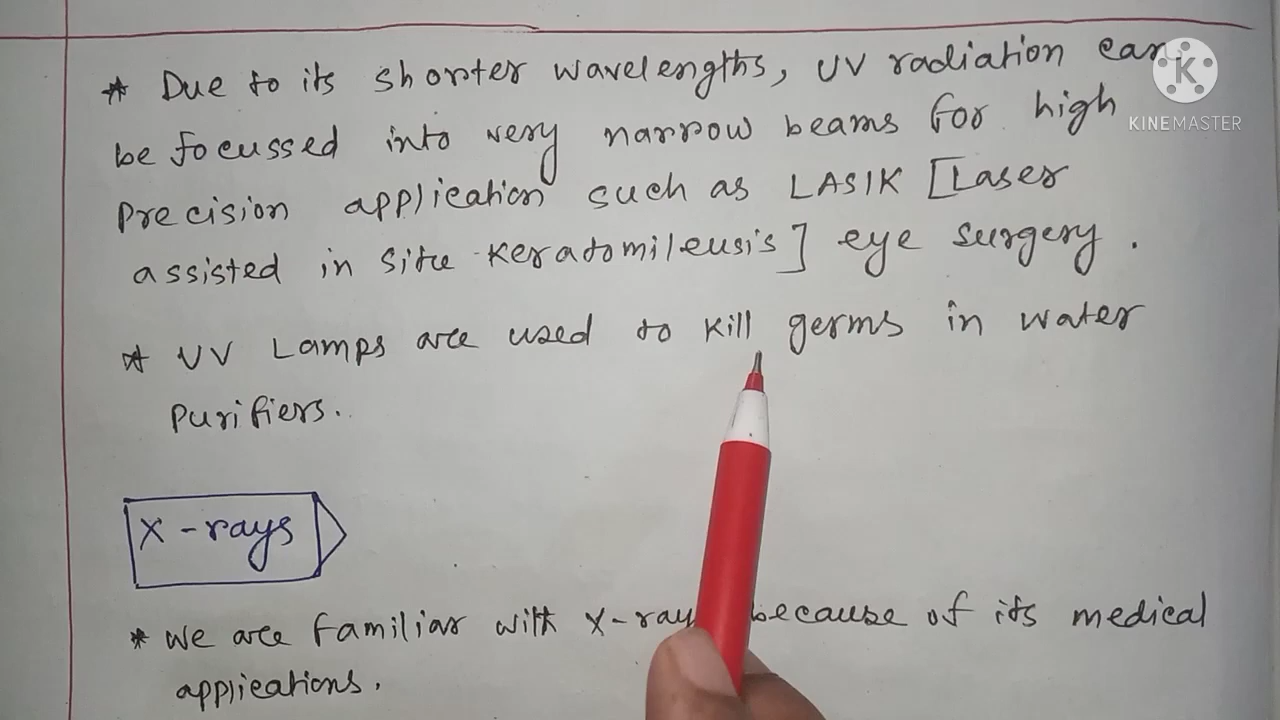 * Due to its shorter wavelengths, UV radiation can
be focussed into very narrow beams for high
precision application such as LASIK [Laser
assisted in situ keratomileusis] eye surgery.
* UV Lamps are used to kill germs in water
purifiers.
X-rays
* We are familiar with X-ray because of its medical
applications.
K
KINEMASTER